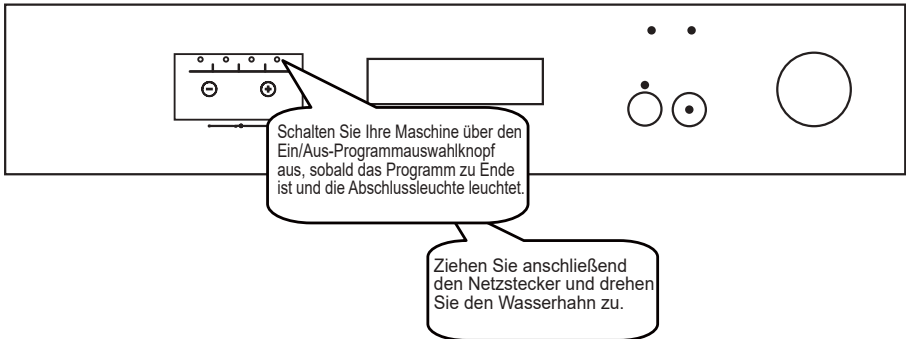 Schalten Sie Ihre Maschine über den
Ein/Aus-Programmauswahlknopf
aus, sobald das Programm zu Ende
ist und die Abschlussleuchte leuchtet.
Ziehen Sie anschließend
den Netzstecker und drehen
Sie den Wasserhahn zu.